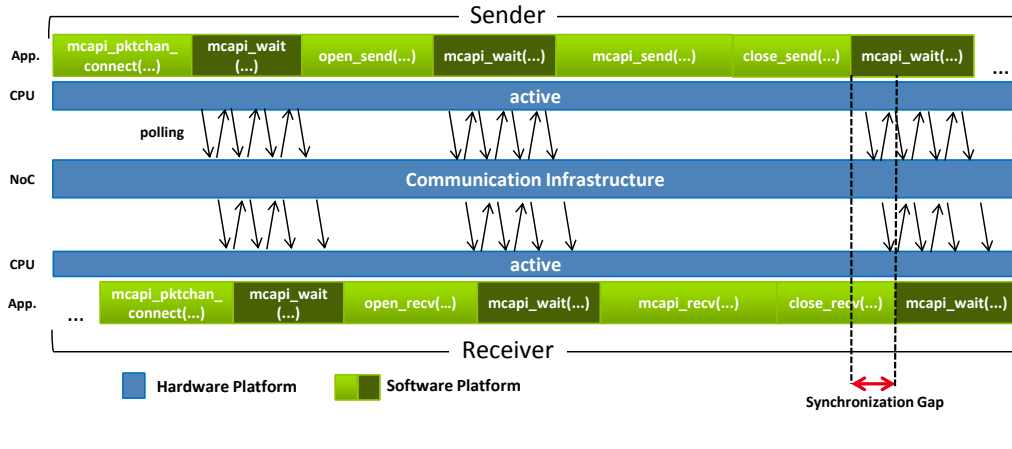 Sender
App.
mcapi_pktchan_
connect(...)
mcapi_wait
(...)
open_send(...)
mcapi_wait(...)
mcapi_send(...)
close_send(...)
mcapi_wait(...)
...
CPU
active
polling
NoC
Communication Infrastructure
CPU
active
App.
...
mcapi_pktchan_
connect(...)
mcapi_wait
(...)
open_recv(...)
mcapi_wait(...)
mcapi_recv(...)
close_recv(...)
mcapi_wait(...)
Receiver
Hardware Platform
Software Platform
Synchronization Gap